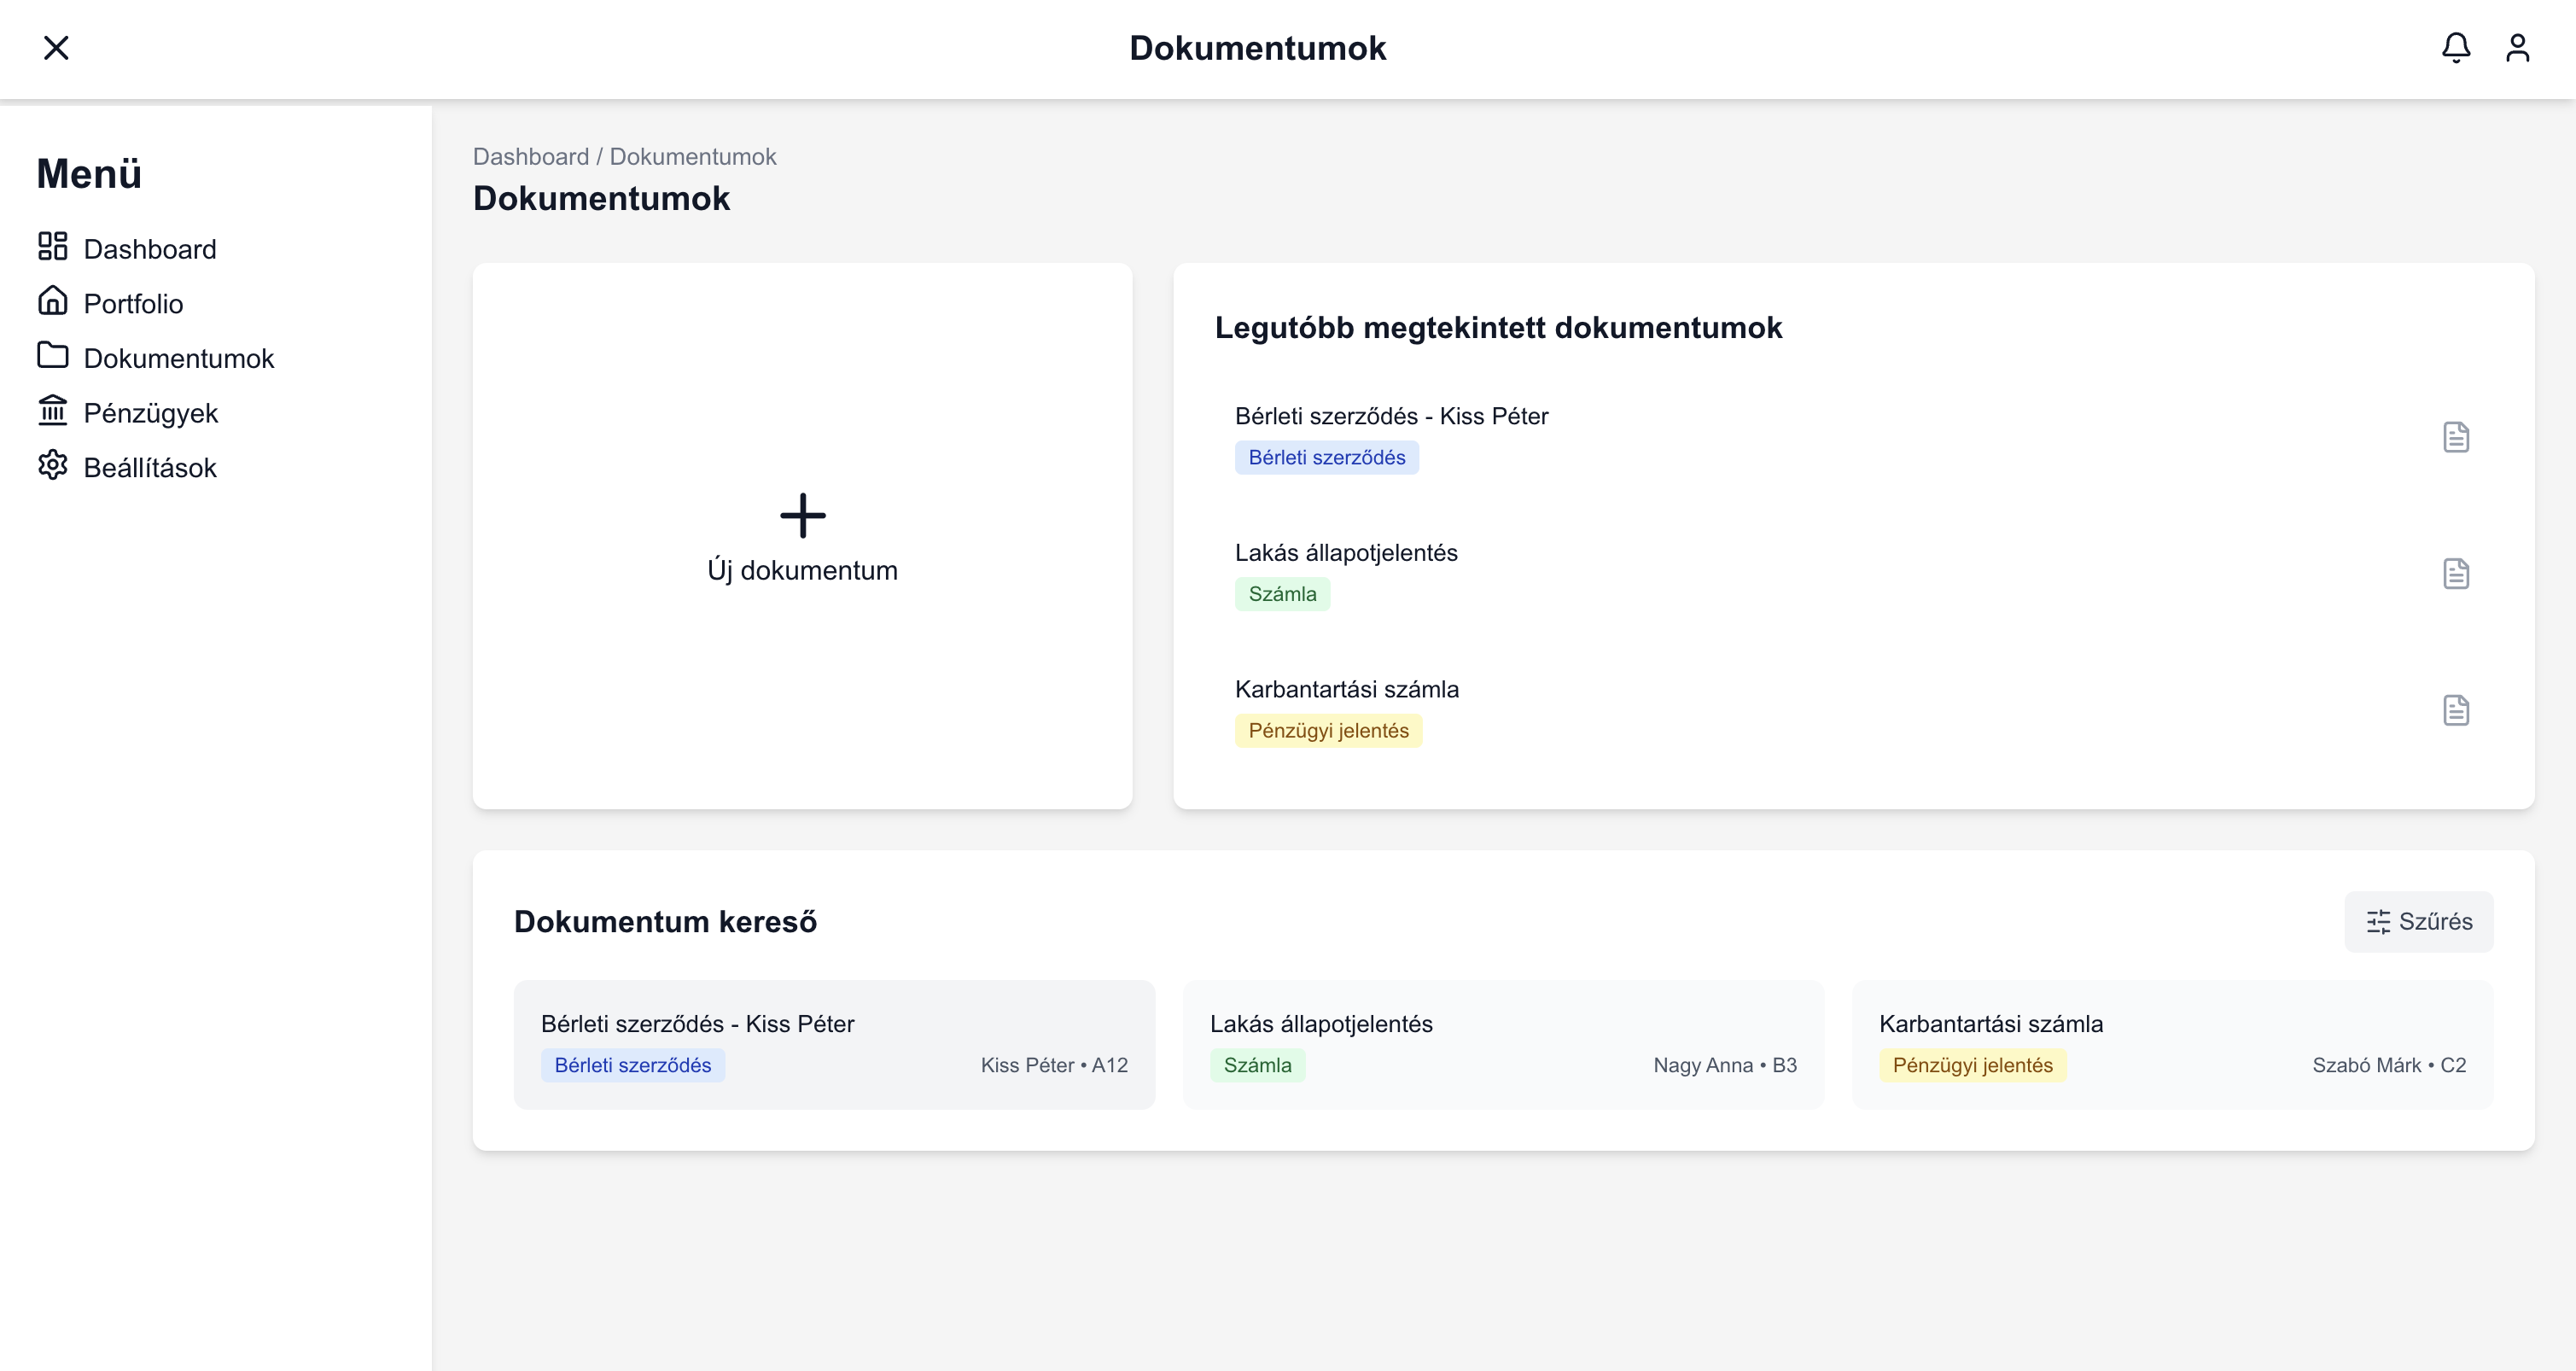 Dokumentumok
Menü
Dashboard
Portfolio
Dokumentumok
Pénzügyek
Beállítások
Dashboard / Dokumentumok
Dokumentumok
Új dokumentum
Legutóbb megtekintett dokumentumok
Bérleti szerződés - Kiss Péter
Bérleti szerződés
Lakás állapotjelentés
Számla
Karbantartási számla
Pénzügyi jelentés
Dokumentum kereső
Szűrés
Bérleti szerződés - Kiss Péter
Bérleti szerződés Kiss Péter • A12
Lakás állapotjelentés
Számla Nagy Anna • B3
Karbantartási számla
Pénzügyi jelentés Szabó Márk • C2